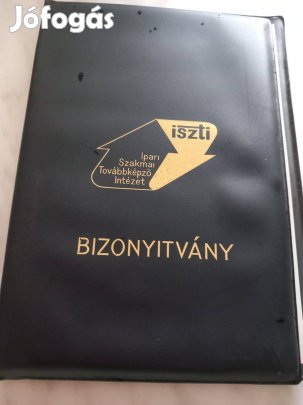 Jófogás
iszti
Ipari
Szakmai
Továbbképző
Intézet
BIZONYITVÁNY